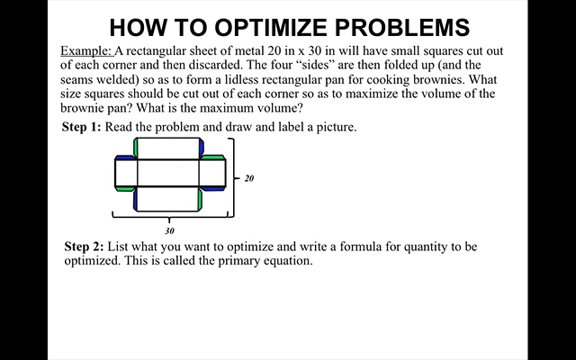 HOW TO OPTIMIZE PROBLEMS
Example: A rectangular sheet of metal 20 in x 30 in will have small squares cut out
of each corner and then discarded. The four “sides” are then folded up (and the
seams welded) so as to form a lidless rectangular pan for cooking brownies. What
size squares should be cut out of each corner so as to maximize the volume of the
brownie pan? What is the maximum volume?
Step 1: Read the problem and draw and label a picture.
20
30
Step 2: List what you want to optimize and write a formula for quantity to be
optimized. This is called the primary equation.